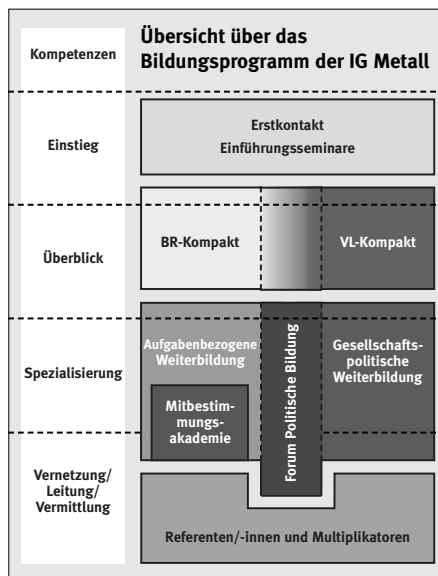 Kompetenzen
Übersicht über das
Bildungsprogramm der IG Metall
Einstieg
Erstkontakt
Einführungsseminare
Überblick
BR-Kompakt
VL-Kompakt
Spezialisierung
Aufgabenbezogene
Weiterbildung
Mitbestim-
mungs-
akademie
Forum Politische Bildung
Gesellschafts-
politische
Weiterbildung
Vernetzung/
Leitung/
Vermittlung
Referenten/-innen und Multiplikatoren